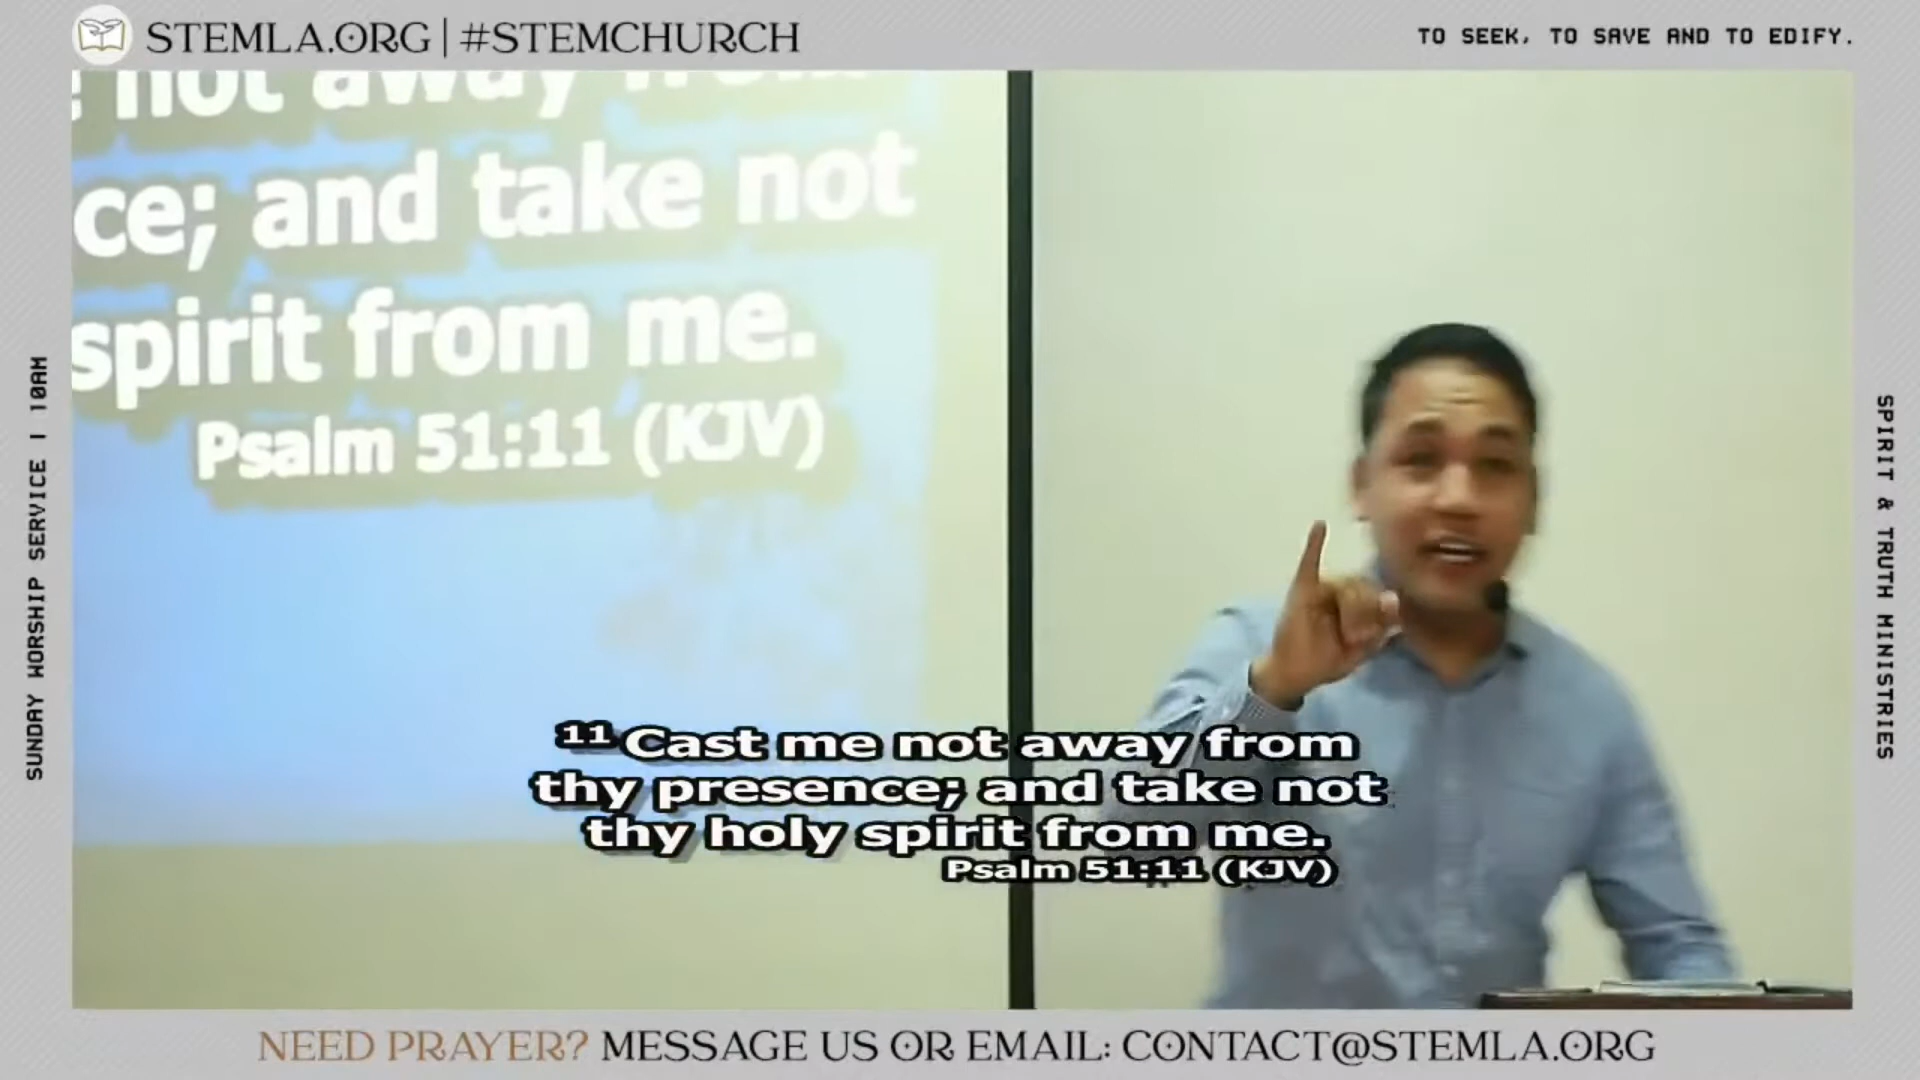 STEMLA.ORG | #STEMCHURCH
TO SEEK, TO SAVE AND TO EDIFY.
not away from
ce; and take not
spirit from me.
Psalm 51:11 (KJV)
SUNDAY WORSHIP SERVICE | 10AM
SPIRIT & TRUTH MINISTRIES
11 Cast me not away from
thy presence; and take not
thy holy spirit from me.
Psalm 51:11 (KJV)
NEED PRAYER? MESSAGE US OR EMAIL: CONTACT@STEMLA.ORG